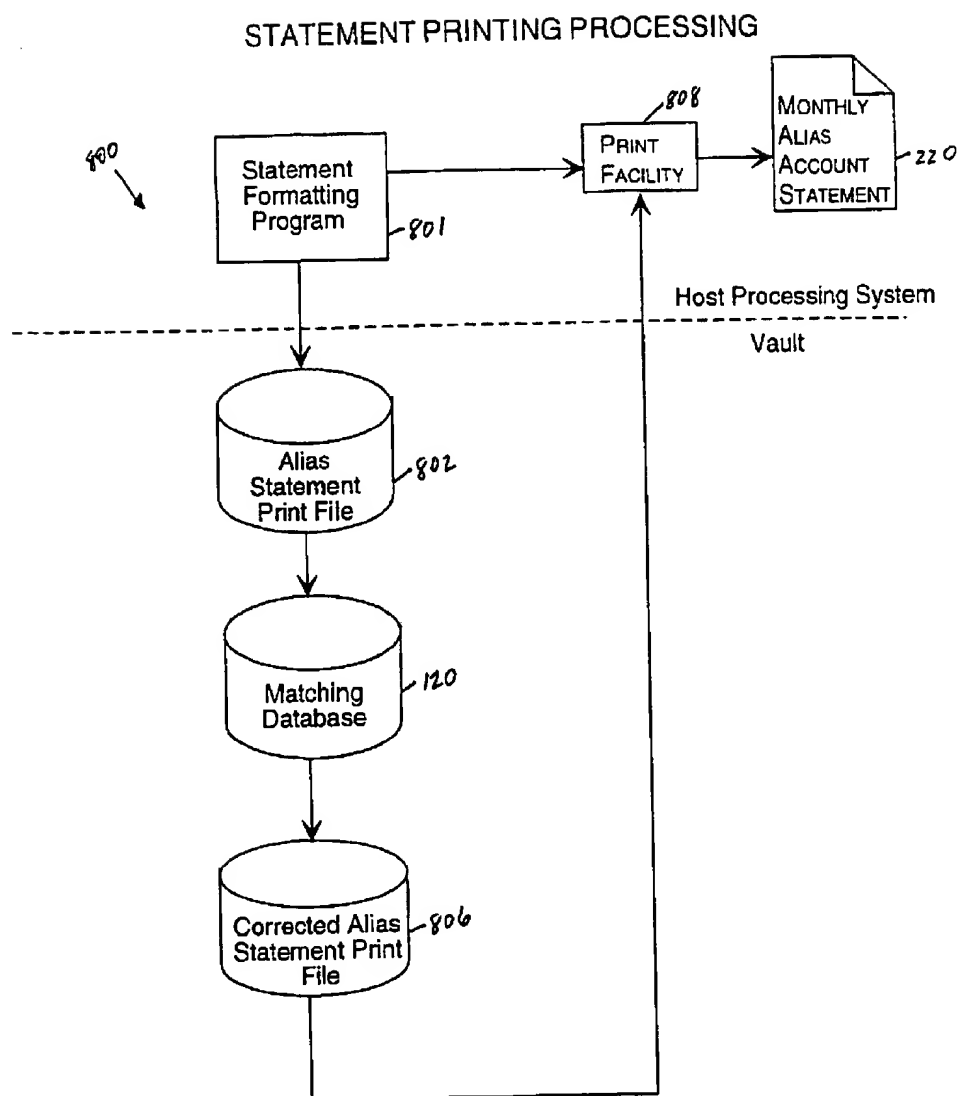 STATEMENT PRINTING PROCESSING
800
Statement
Formatting
Program
801
808
PRINT
FACILITY
MONTHLY
ALIAS
ACCOUNT
STATEMENT
220
Host Processing System
Vault
Alias
Statement
Print File
802
Matching
Database
120
Corrected Alias
Statement Print
File
806